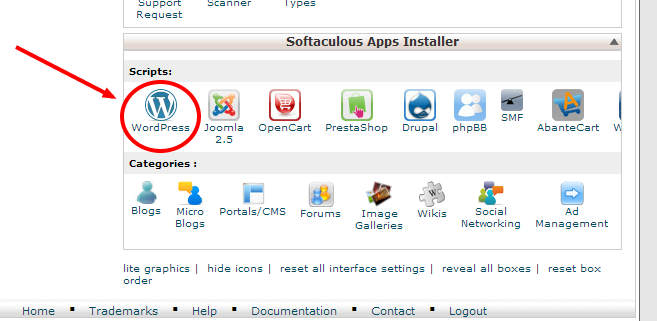 Support Request
Scanner
Types
Softaculous Apps Installer
Scripts:
WordPress
Joomla 2.5
OpenCart
PrestaShop
Drupal
phpBB
SMF
AbanteCart
Categories :
Blogs
Micro Blogs
Portals/CMS
Forums
Image Galleries
Wikis
Social Networking
Ad Management
lite graphics | hide icons | reset all interface settings | reveal all boxes | reset box
order
Home ▪ Trademarks ▪ Help ▪ Documentation ▪ Contact ▪ Logout